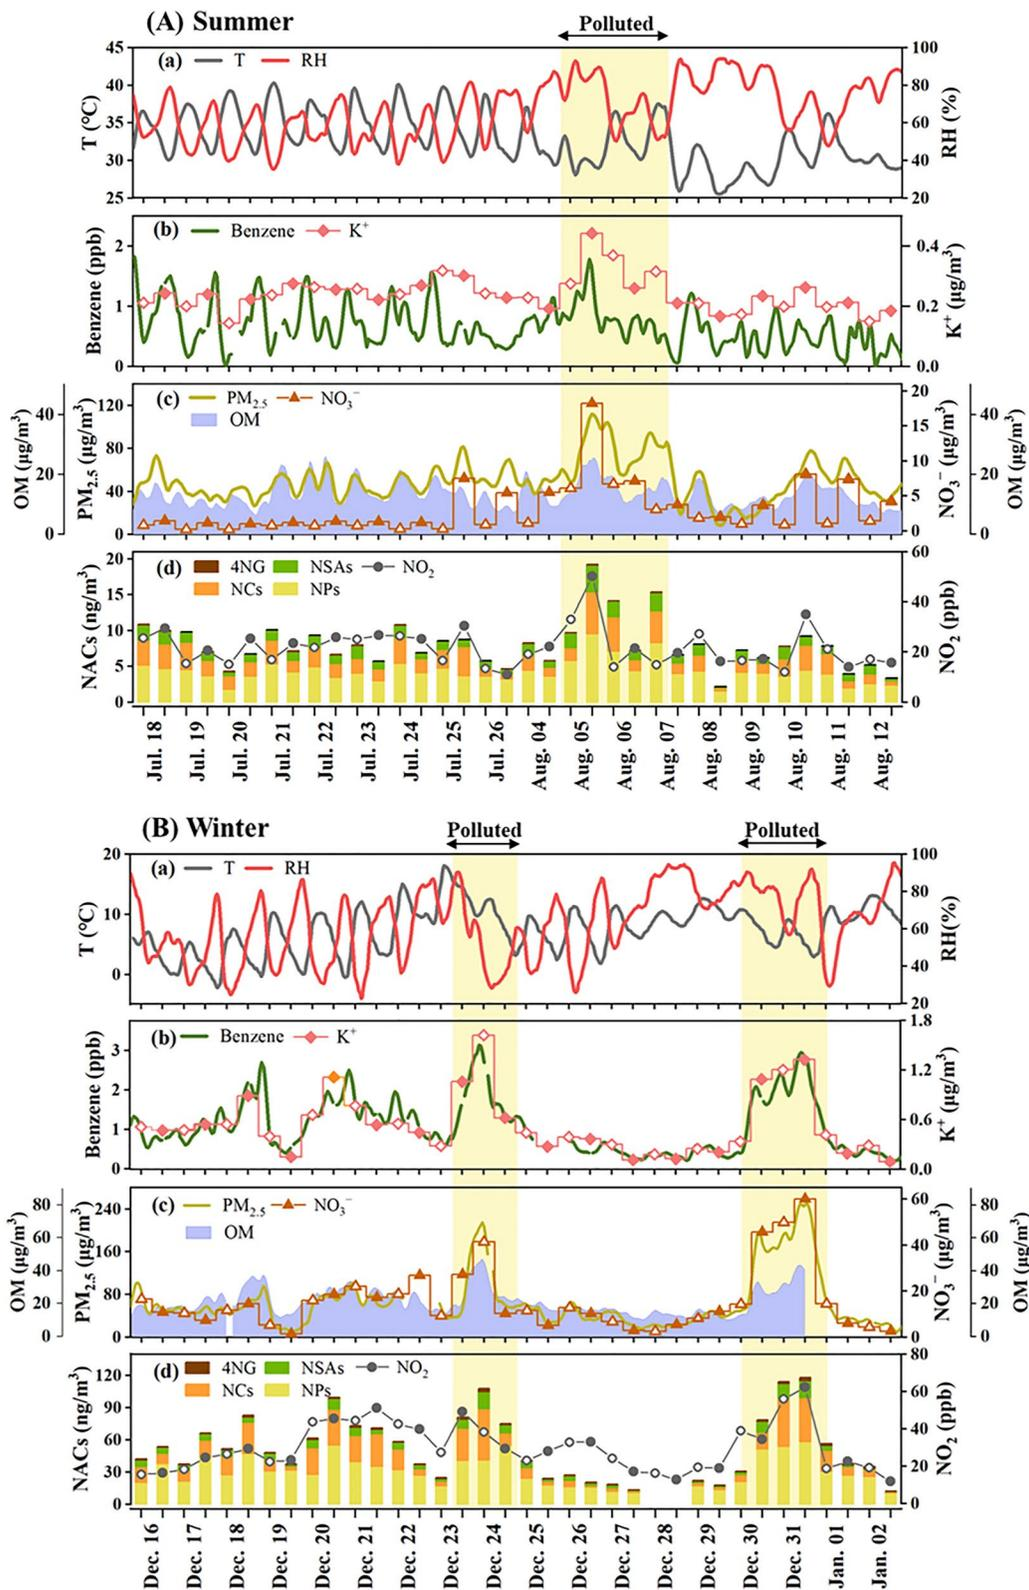 (A) Summer
Polluted
(a) T RH
45
40
35
30
25
T (°C)
100
80
60
40
20
RH (%)
(b) Benzene K⁺
2
1
0
Benzene (ppb)
0.4
0.2
0.0
K⁺ (μg/m³)
(c) PM₂.₅ NO₃⁻
OM
40
20
0
OM (μg/m³)
120
80
40
0
PM₂.₅ (μg/m³)
20
15
10
5
0
NO₃⁻ (μg/m³)
40
20
0
OM (μg/m³)
(d) 4NG NSAs NO₂
NCs NPs
20
15
10
5
0
NACs (ng/m³)
60
40
20
0
NO₂ (ppb)
Jul. 18
Jul. 19
Jul. 20
Jul. 21
Jul. 22
Jul. 23
Jul. 24
Jul. 25
Jul. 26
Aug. 04
Aug. 05
Aug. 06
Aug. 07
Aug. 08
Aug. 09
Aug. 10
Aug. 11
Aug. 12
(B) Winter
Polluted
Polluted
(a) T RH
20
10
0
T (°C)
100
80
60
40
20
RH(%)
(b) Benzene K⁺
3
2
1
0
Benzene (ppb)
1.8
1.2
0.6
0.0
K⁺ (μg/m³)
(c) PM₂.₅ NO₃⁻
OM
80
60
40
20
0
OM (μg/m³)
240
160
80
0
PM₂.₅ (μg/m³)
60
40
20
0
NO₃⁻ (μg/m³)
80
60
40
20
0
OM (μg/m³)
(d) 4NG NSAs NO₂
NCs NPs
120
90
60
30
0
NACs (ng/m³)
80
60
40
20
0
NO₂ (ppb)
Dec. 16
Dec. 17
Dec. 18
Dec. 19
Dec. 20
Dec. 21
Dec. 22
Dec. 23
Dec. 24
Dec. 25
Dec. 26
Dec. 27
Dec. 28
Dec. 29
Dec. 30
Dec. 31
Jan. 01
Jan. 02